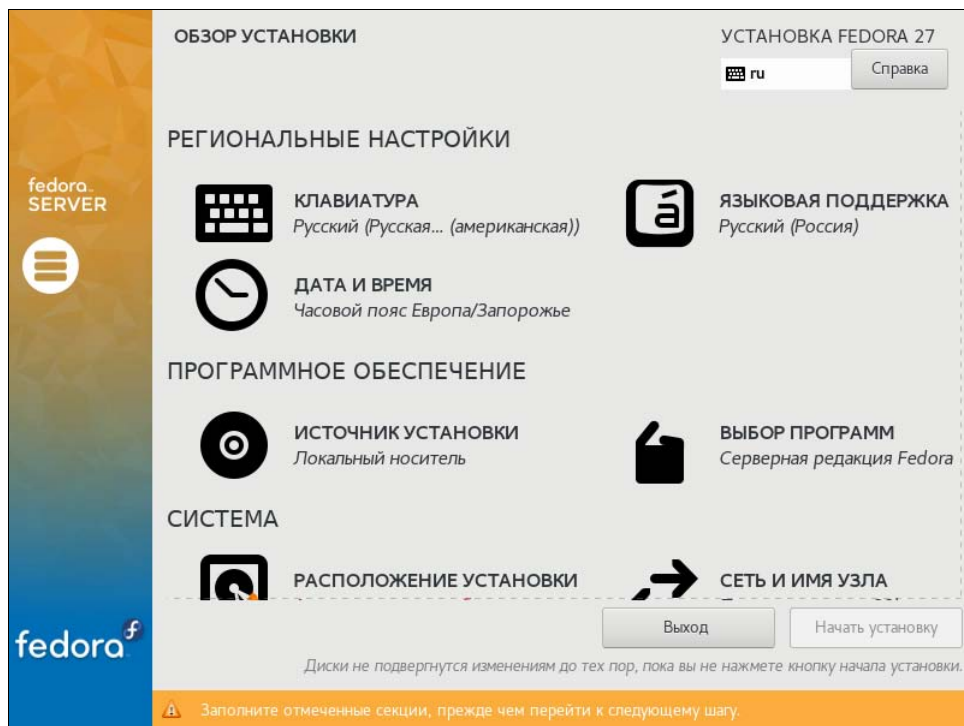 ОБЗОР УСТАНОВКИ
УСТАНОВКА FEDORA 27
ru
Справка
fedora
SERVER
РЕГИОНАЛЬНЫЕ НАСТРОЙКИ
КЛАВИАТУРА
Русский (Русская... (американская))
ЯЗЫКОВАЯ ПОДДЕРЖКА
Русский (Россия)
ДАТА И ВРЕМЯ
Часовой пояс Европа/Запорожье
ПРОГРАММНОЕ ОБЕСПЕЧЕНИЕ
ИСТОЧНИК УСТАНОВКИ
Локальный носитель
ВЫБОР ПРОГРАММ
Серверная редакция Fedora
СИСТЕМА
РАСПОЛОЖЕНИЕ УСТАНОВКИ
СЕТЬ И ИМЯ УЗЛА
Выход
Начать установку
fedora
Диски не подвергнутся изменениям до тех пор, пока вы не нажмете кнопку начала установки.
Заполните отмеченные секции, прежде чем перейти к следующему шагу.